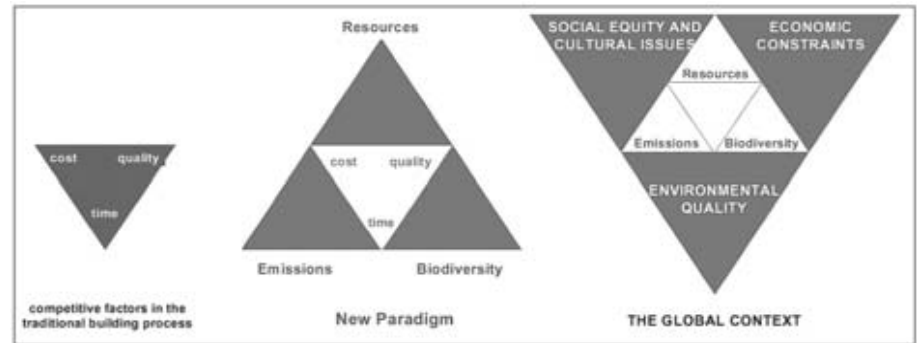 cost quality
time
competitive factors in the
traditional building process
Resources
cost quality
time
Emissions Biodiversity
New Paradigm
SOCIAL EQUITY AND
CULTURAL ISSUES
ECONOMIC
CONSTRAINTS
Resources
Emissions Biodiversity
ENVIRONMENTAL
QUALITY
THE GLOBAL CONTEXT